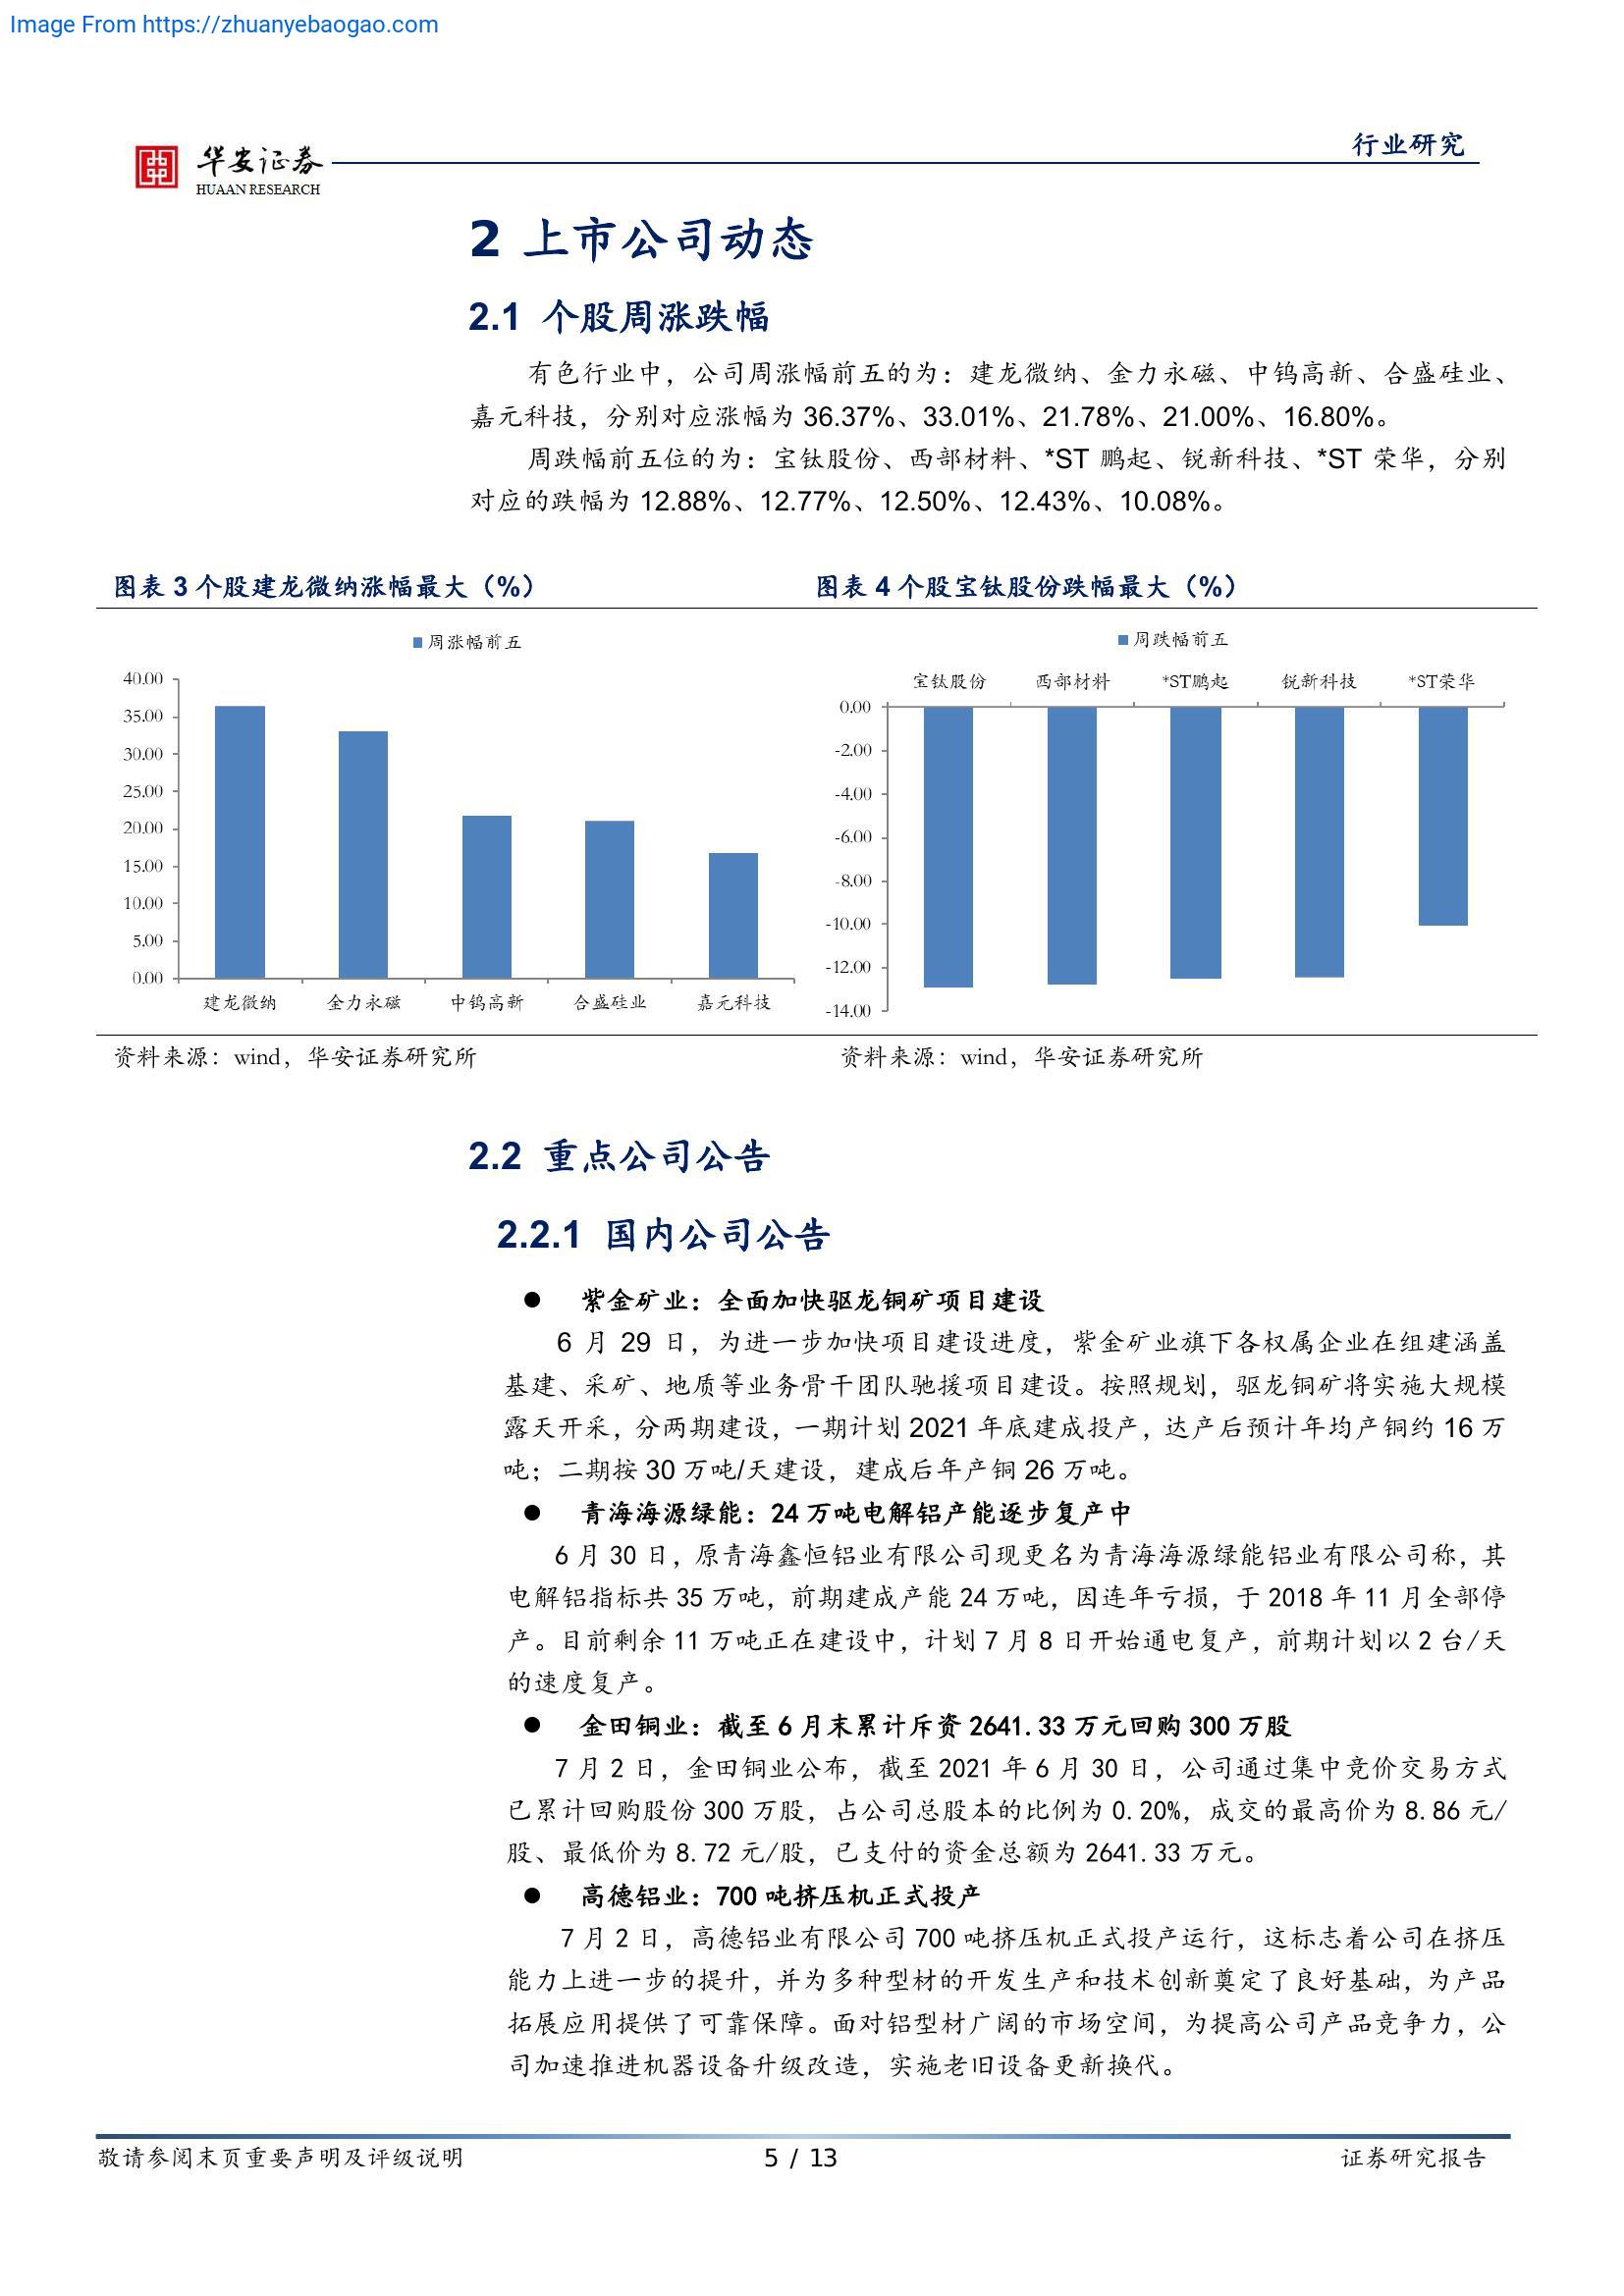 Image From https://zhuanyebaogao.com
华安证券
HUAAN RESEARCH
行业研究
2 上市公司动态
2.1 个股周涨跌幅
有色行业中，公司周涨幅前五的为：建龙微纳、金力永磁、中钨高新、合盛硅业、
嘉元科技，分别对应涨幅为 36.37%、33.01%、21.78%、21.00%、16.80%。
周跌幅前五位的为：宝钛股份、西部材料、*ST 鹏起、锐新科技、*ST 荣华，分别
对应的跌幅为 12.88%、12.77%、12.50%、12.43%、10.08%。
图表 3 个股建龙微纳涨幅最大（%）
周涨幅前五
40.00
35.00
30.00
25.00
20.00
15.00
10.00
5.00
0.00
建龙微纳 金力永磁 中钨高新 合盛硅业 嘉元科技
资料来源：wind，华安证券研究所
图表 4 个股宝钛股份跌幅最大（%）
周跌幅前五
宝钛股份 西部材料 *ST鹏起 锐新科技 *ST荣华
0.00
-2.00
-4.00
-6.00
-8.00
-10.00
-12.00
-14.00
资料来源：wind，华安证券研究所
2.2 重点公司公告
2.2.1 国内公司公告
● 紫金矿业：全面加快驱龙铜矿项目建设
6 月 29 日，为进一步加快项目建设进度，紫金矿业旗下各权属企业在组建涵盖
基建、采矿、地质等业务骨干团队驰援项目建设。按照规划，驱龙铜矿将实施大规模
露天开采，分两期建设，一期计划 2021 年底建成投产，达产后预计年均产铜约 16 万
吨；二期按 30 万吨/天建设，建成后年产铜 26 万吨。
● 青海海源绿能：24 万吨电解铝产能逐步复产中
6 月 30 日，原青海鑫恒铝业有限公司现更名为青海海源绿能铝业有限公司称，其
电解铝指标共 35 万吨，前期建成产能 24 万吨，因连年亏损，于 2018 年 11 月全部停
产。目前剩余 11 万吨正在建设中，计划 7 月 8 日开始通电复产，前期计划以 2 台/天
的速度复产。
● 金田铜业：截至 6 月末累计斥资 2641.33 万元回购 300 万股
7 月 2 日，金田铜业公布，截至 2021 年 6 月 30 日，公司通过集中竞价交易方式
已累计回购股份 300 万股，占公司总股本的比例为 0.20%，成交的最高价为 8.86 元/
股、最低价为 8.72 元/股，已支付的资金总额为 2641.33 万元。
● 高德铝业：700 吨挤压机正式投产
7 月 2 日，高德铝业有限公司 700 吨挤压机正式投产运行，这标志着公司在挤压
能力上进一步的提升，并为多种型材的开发生产和技术创新奠定了良好基础，为产品
拓展应用提供了可靠保障。面对铝型材广阔的市场空间，为提高公司产品竞争力，公
司加速推进机器设备升级改造，实施老旧设备更新换代。
敬请参阅末页重要声明及评级说明
5 / 13
证券研究报告